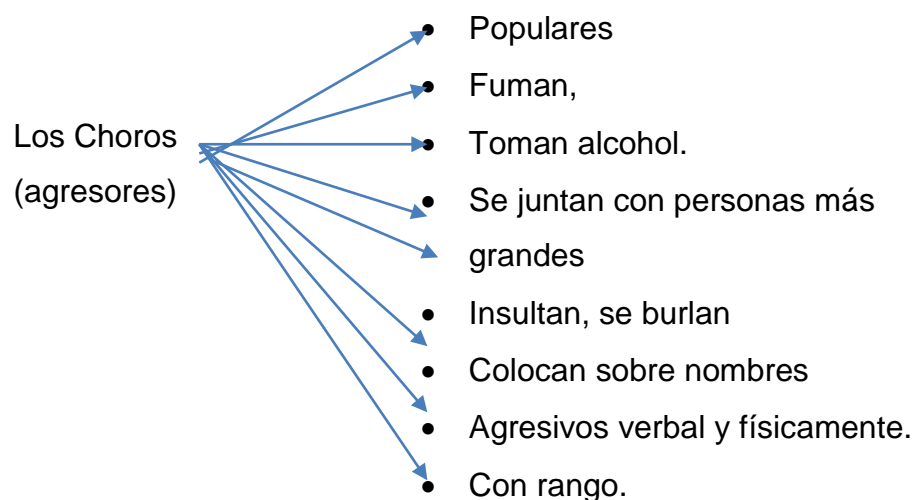 Los Choros
(agresores)
• Populares
• Fuman,
• Toman alcohol.
• Se juntan con personas más
grandes
• Insultan, se burlan
• Colocan sobre nombres
• Agresivos verbal y físicamente.
• Con rango.